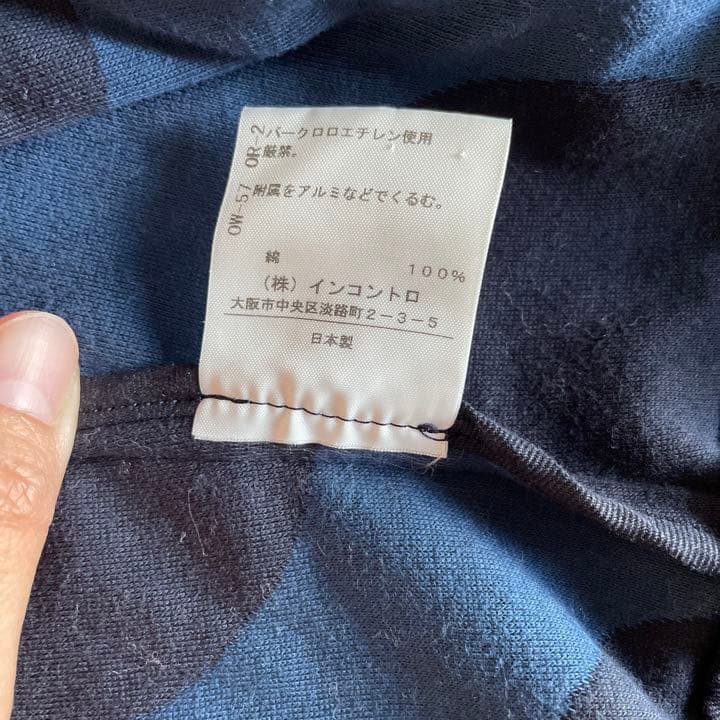 パークロロエチレン使用
厳禁。
附属をアルミなどでくるむ。
綿 100%
(株)インコントロ
大阪市中央区淡路町2-3-5
日本製
OW-57 OR-2